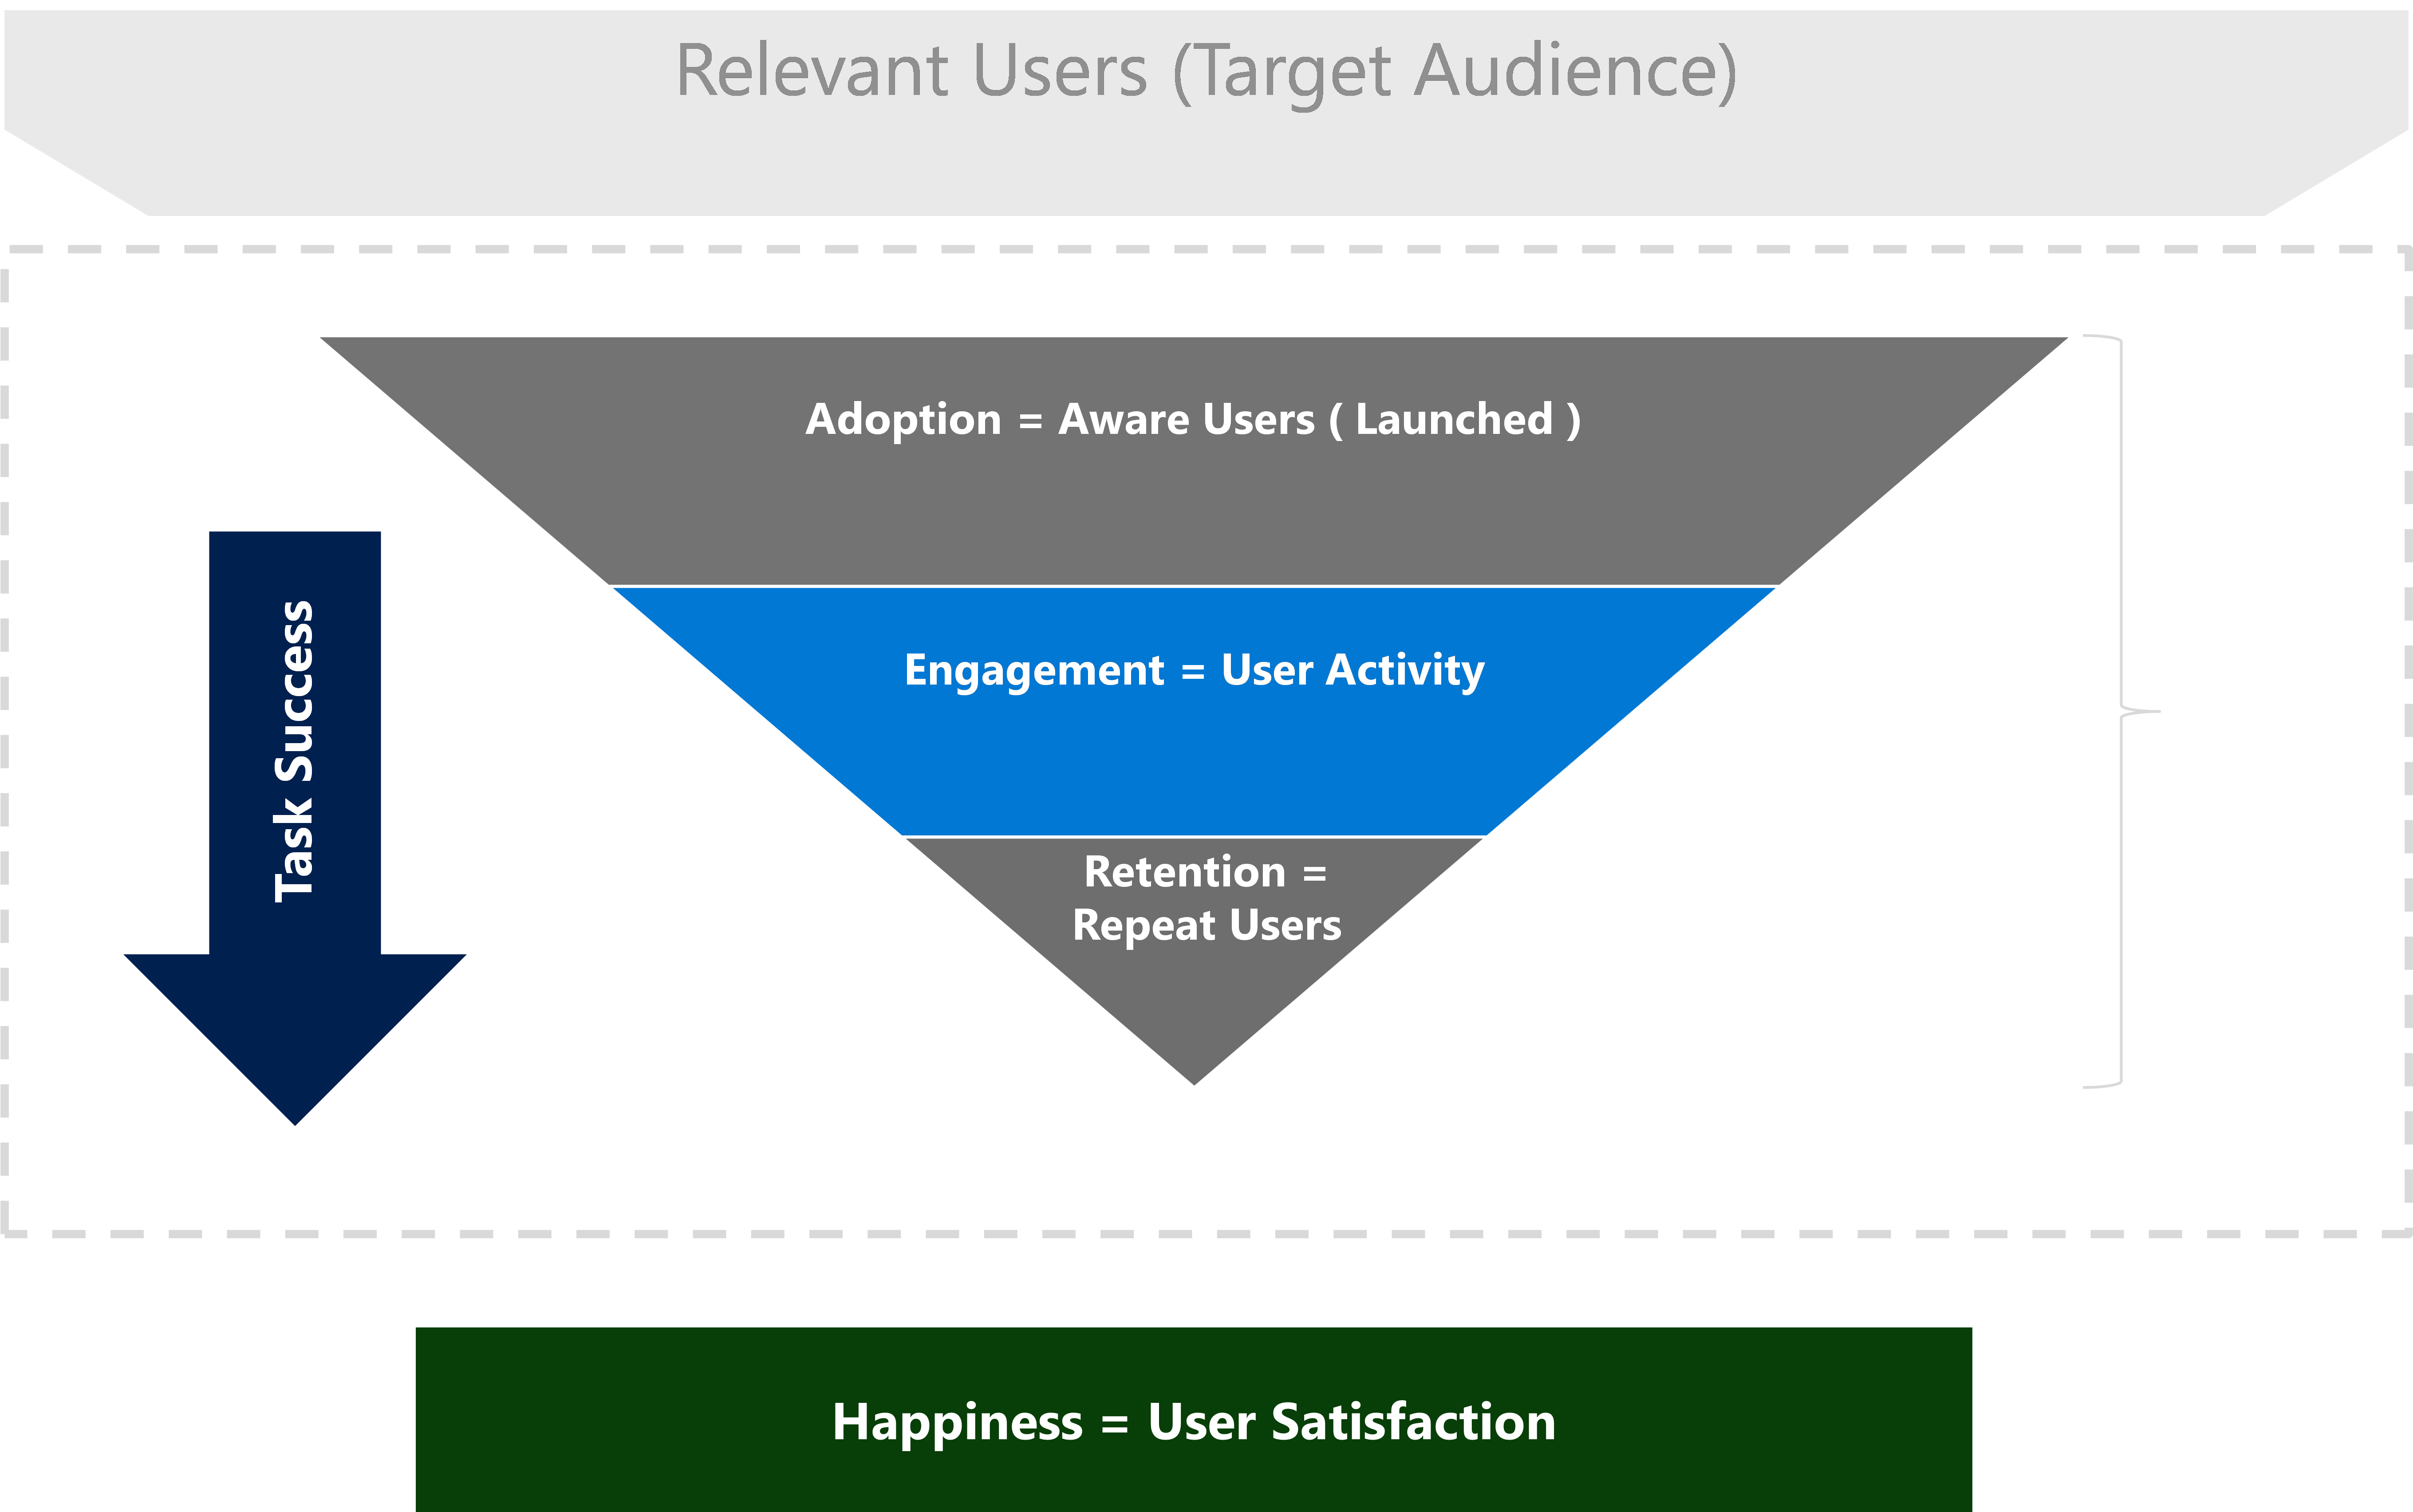 Relevant Users (Target Audience)
Adoption = Aware Users ( Launched )
Engagement = User Activity
Task Success
Retention =
Repeat Users
Happiness = User Satisfaction